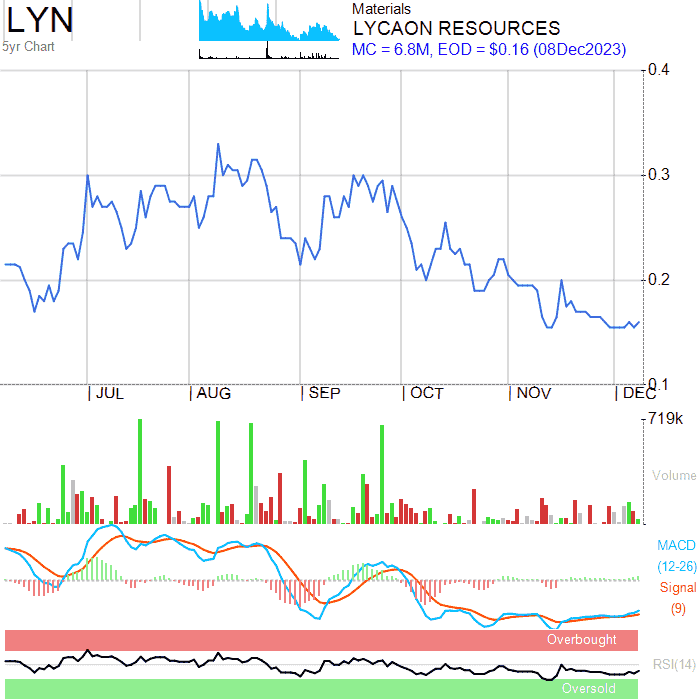 LYN
5yr Chart
Materials
LYCAON RESOURCES
MC = 6.8M, EOD = $0.16 (08Dec2023)
0.4
0.3
0.2
0.1
JUL AUG SEP OCT NOV DEC
719k
Volume
MACD
(12-26)
Signal
(9)
Overbought
RSI(14)
Oversold